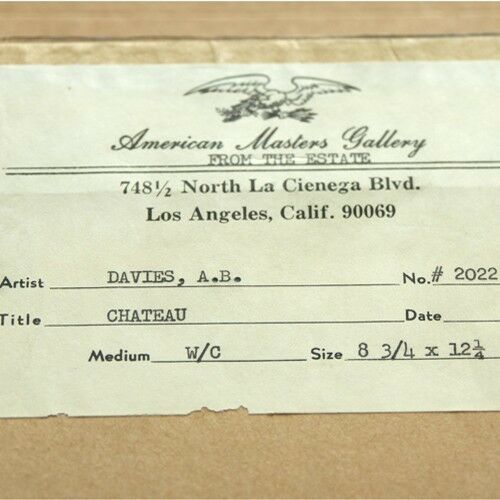 American Masters Gallery
FROM THE ESTATE
748½ North La Cienega Blvd.
Los Angeles, Calif. 90069
Artist DAVIES, A.B. No. # 2022
Title CHATEAU Date
Medium W/C Size 8 3/4 x 12¼